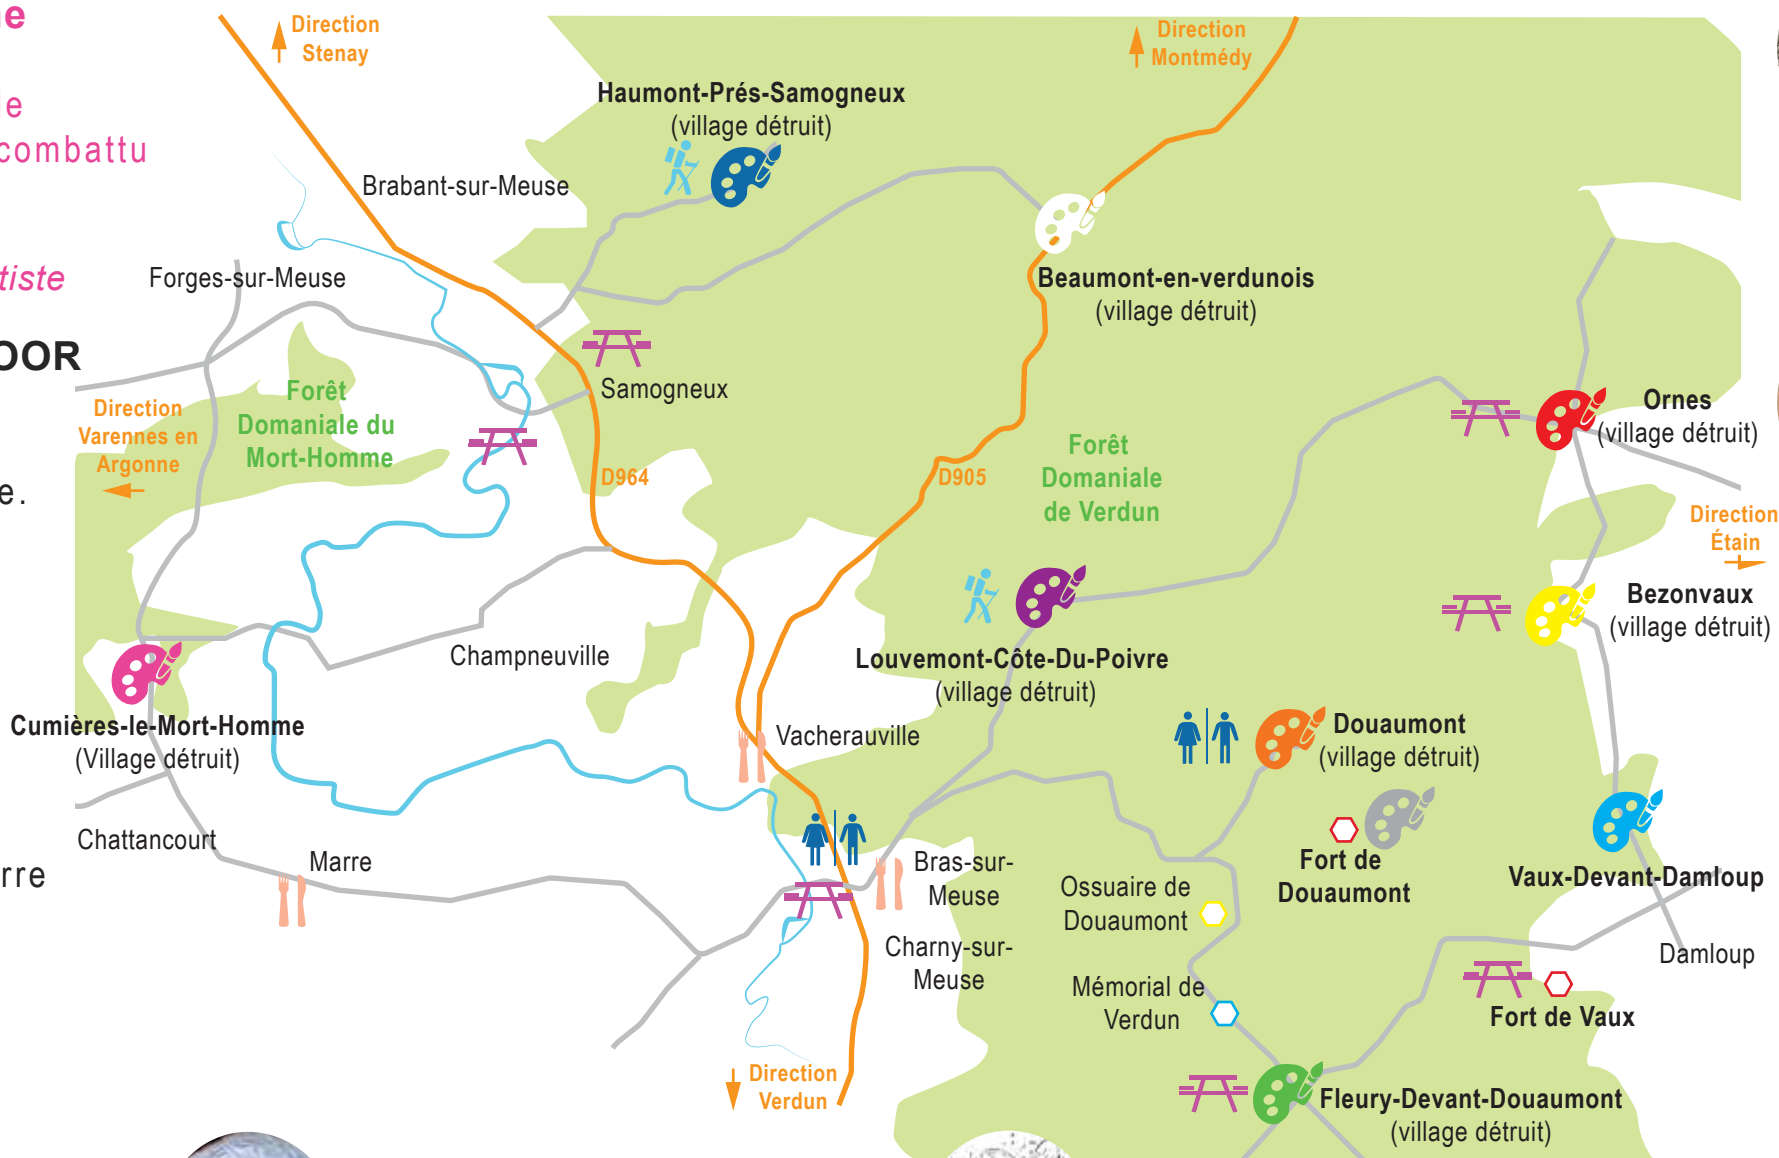 ne
le
combattu
tiste
OOR
e.
rre
Direction
Stenay
Direction
Montmédy
Haumont-Prés-Samogneux
(village détruit)
Brabant-sur-Meuse
Forges-sur-Meuse
Beaumont-en-verdunois
(village détruit)
Samogneux
Forêt
Domaniale du
Mort-Homme
Direction
Varennes en
Argonne
Ornes
(village détruit)
D964
D905
Forêt
Domaniale
de Verdun
Direction
Étain
Bezonvaux
(village détruit)
Champneuville
Louvemont-Côte-Du-Poivre
(village détruit)
Cumières-le-Mort-Homme
(Village détruit)
Vacherauville
Douaumont
(village détruit)
Chattancourt
Marre
Bras-sur-
Meuse
Fort de
Douaumont
Vaux-Devant-Damloup
Ossuaire de
Douaumont
Charny-sur-
Meuse
Damloup
Mémorial de
Verdun
Fort de Vaux
Direction
Verdun
Fleury-Devant-Douaumont
(village détruit)